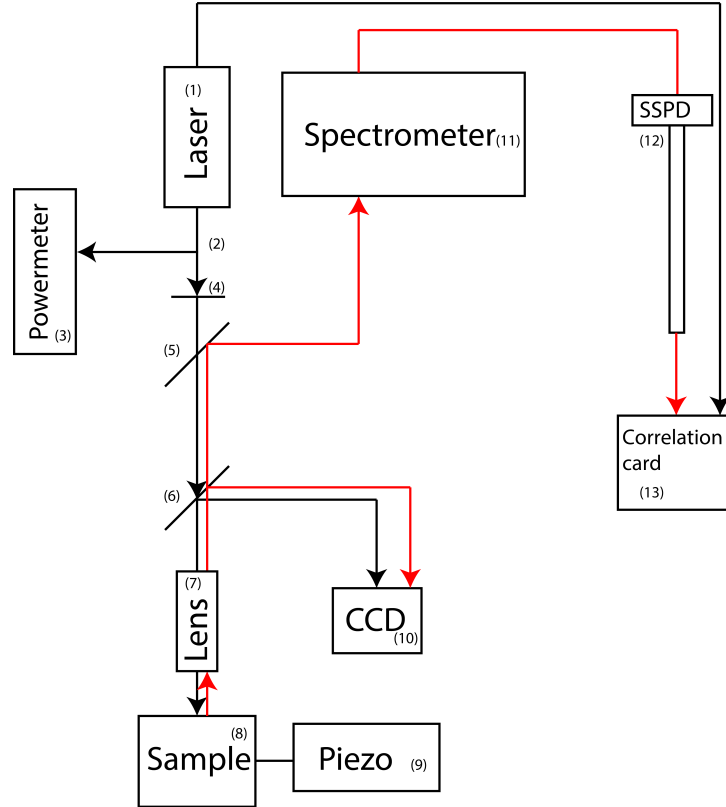 (1)
Laser
Spectrometer
(11)
SSPD
(12)
Powermeter
(3)
(2)
(4)
(5)
Correlation
card
(13)
(6)
(7)
Lens
CCD
(10)
(8)
Sample
Piezo
(9)